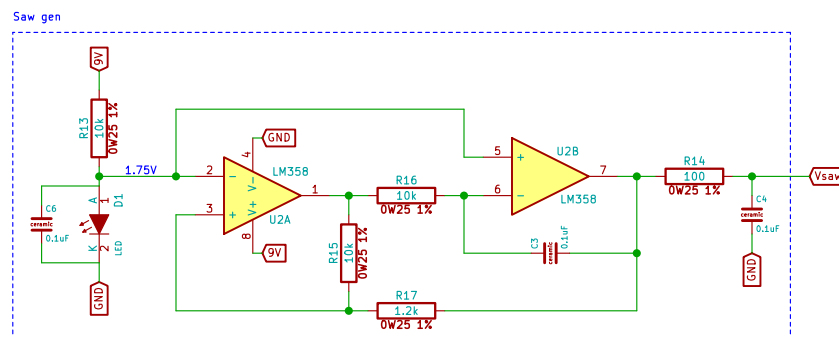 Saw gen
9V
R13
10k
0W25 1%
1.75V
C6
ceramic
0.1uF
A
1
D1
K
2
LED
GND
2
3
4
V-
GND
LM358
U2A
V+
8
9V
1
R16
10k
0W25 1%
R15
10k
0W25 1%
R17
1.2k
0W25 1%
5
6
U2B
LM358
7
C3
ceramic
0.1uF
R14
100
0W25 1%
Vsaw
C4
ceramic
0.1uF
GND